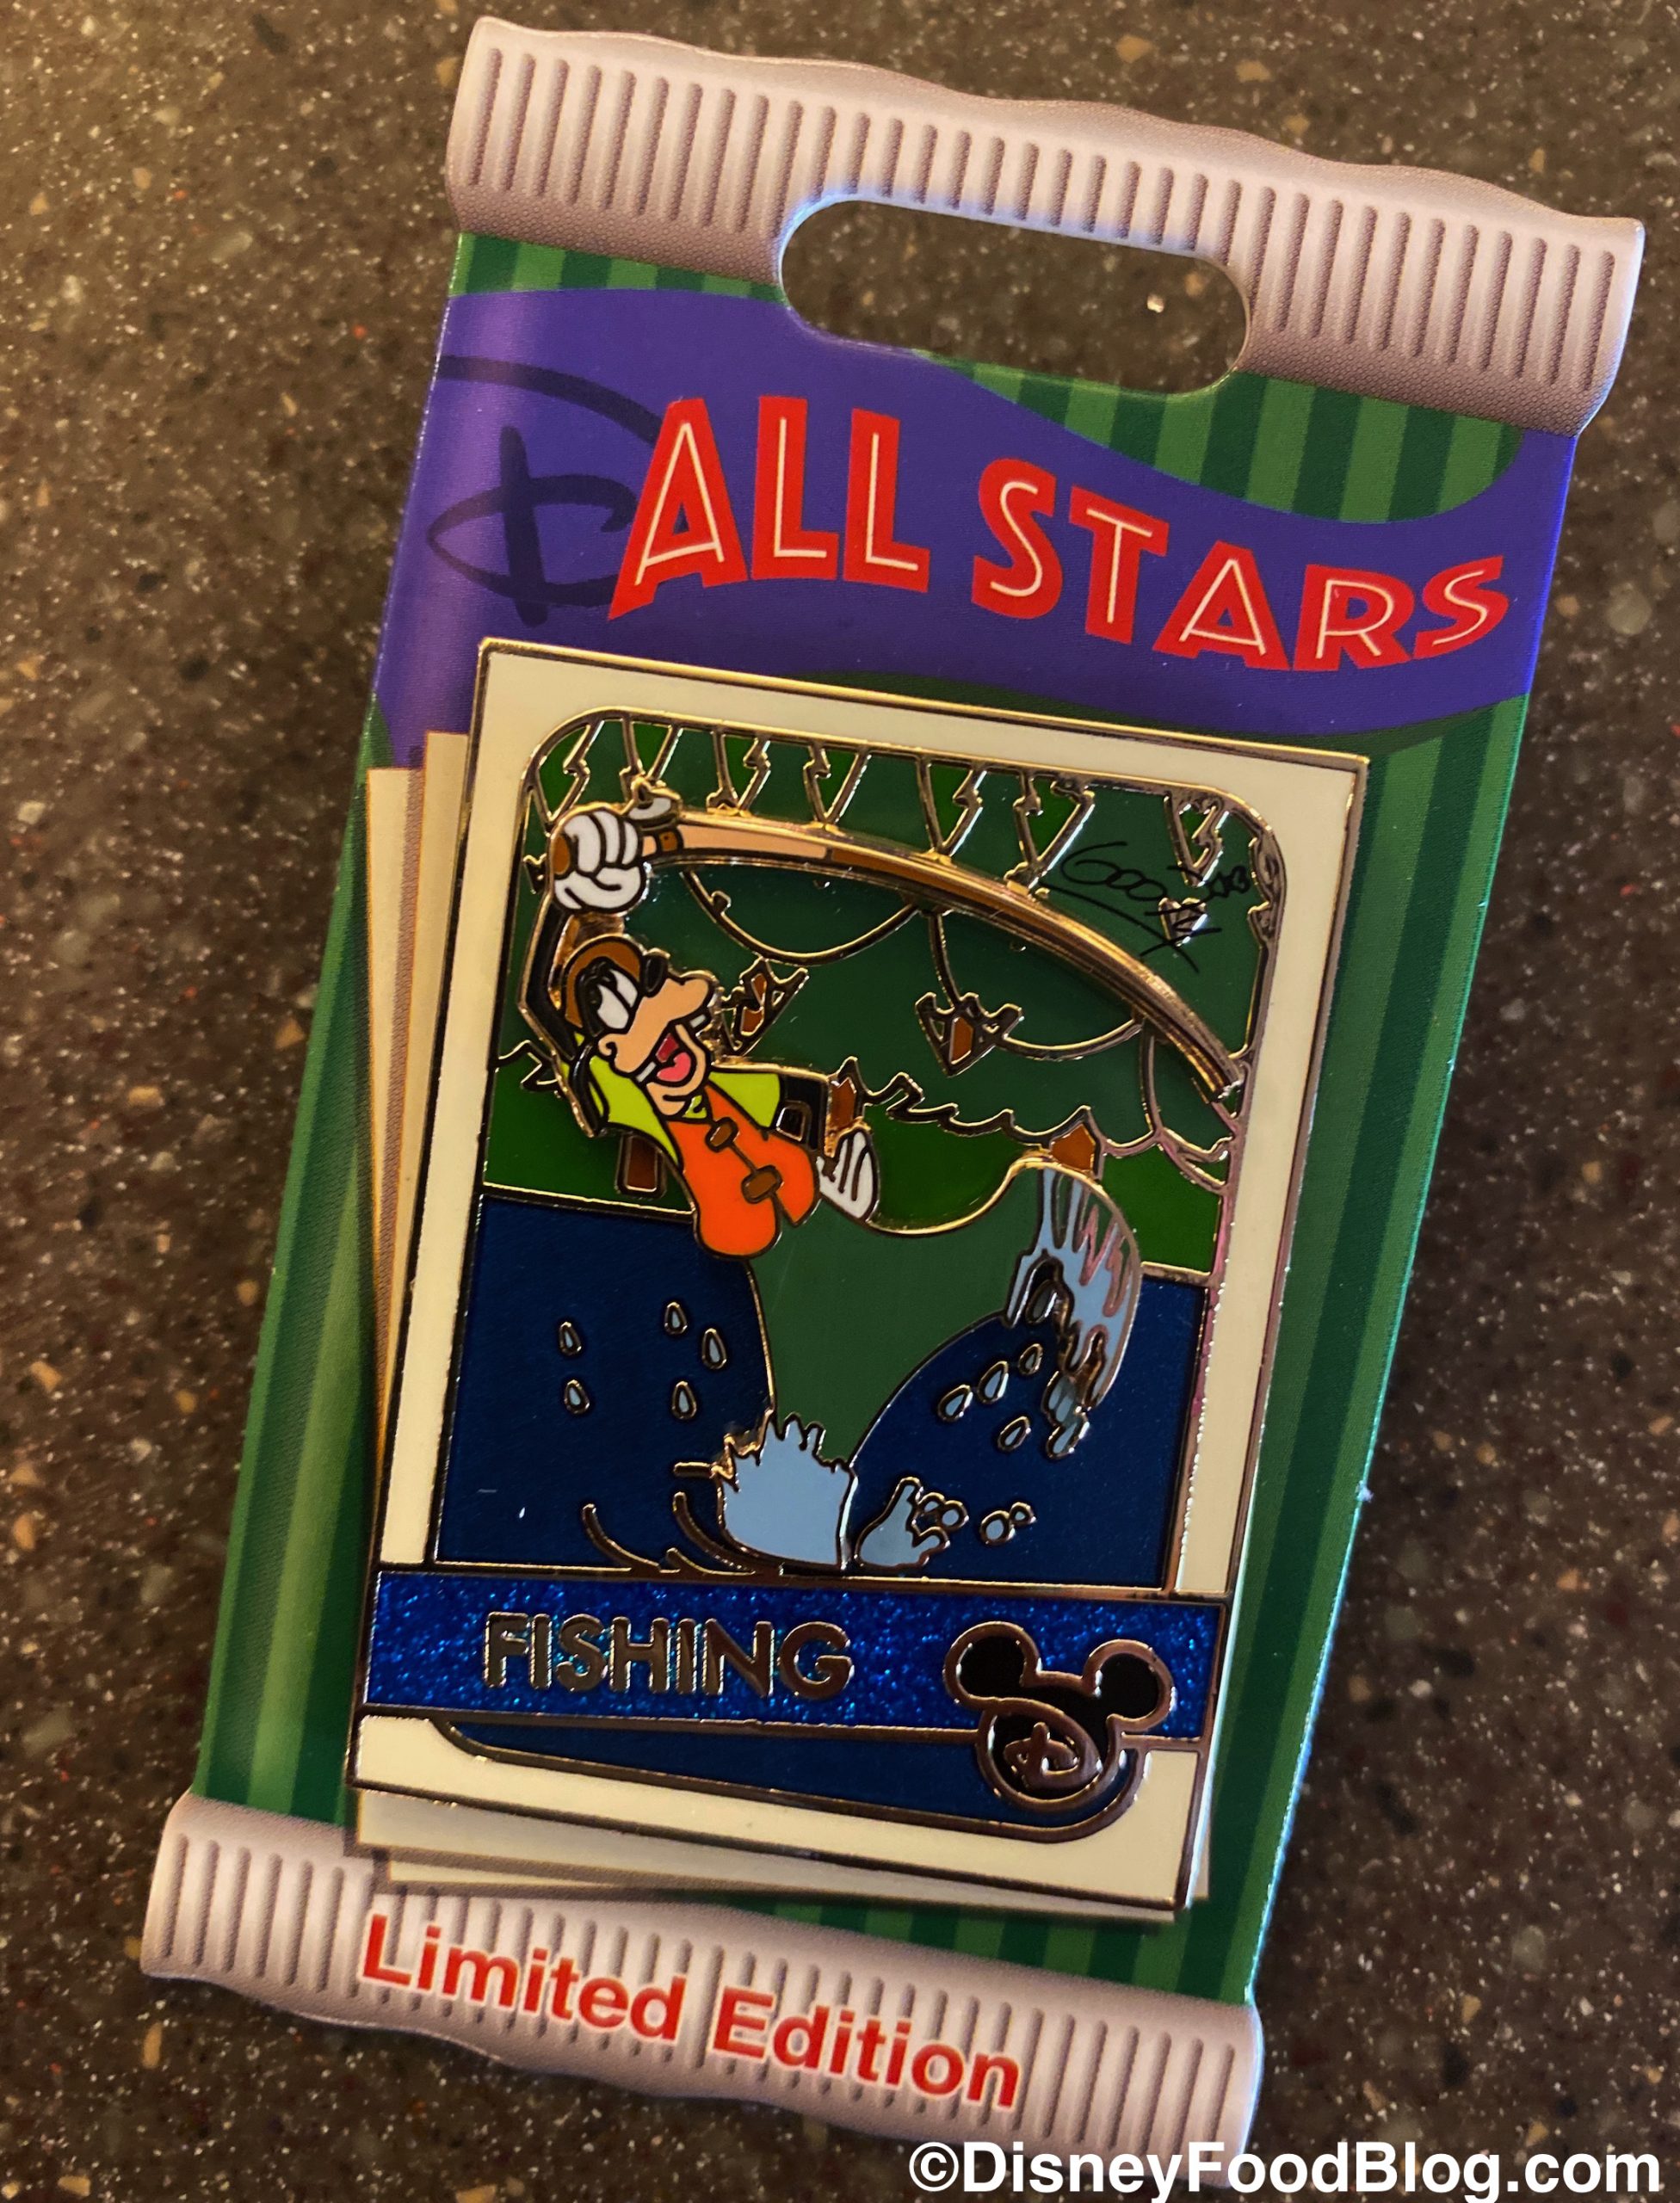 ALL STARS
GOOFY
FISHING
D
Limited Edition
©DisneyFoodBlog.com